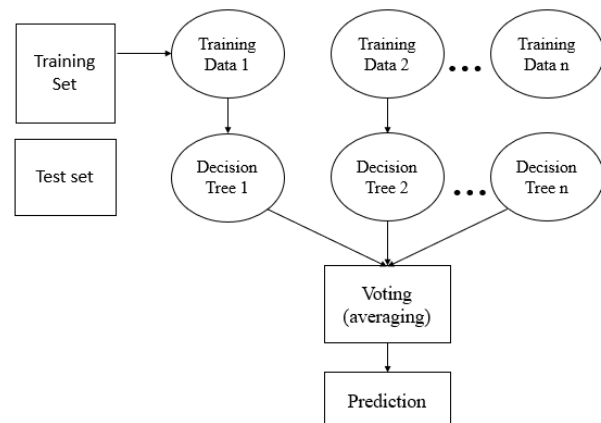 Training
Set
Training
Data 1
Training
Data 2
...
Training
Data n
Test set
Decision
Tree 1
Decision
Tree 2
...
Decision
Tree n
Voting
(averaging)
Prediction